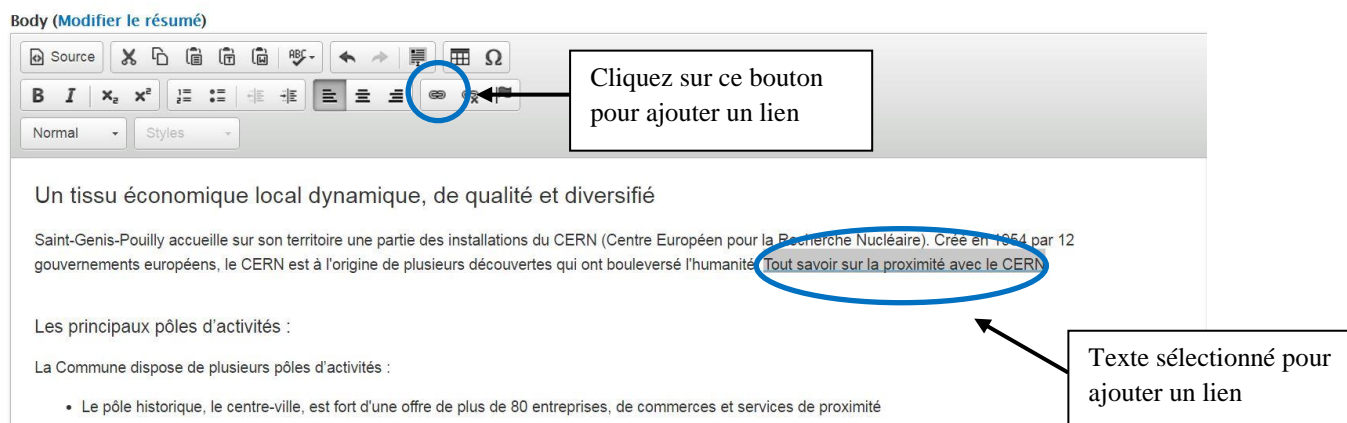 Body (Modifier le résumé)
Source
ABC
Ω
B I x₂ x²
Normal Styles
Cliquez sur ce bouton
pour ajouter un lien
Un tissu économique local dynamique, de qualité et diversifié
Saint-Genis-Pouilly accueille sur son territoire une partie des installations du CERN (Centre Européen pour la Recherche Nucléaire). Crée en 1954 par 12
gouvernements européens, le CERN est à l'origine de plusieurs découvertes qui ont bouleversé l'humanité. Tout savoir sur la proximité avec le CERN
Les principaux pôles d'activités :
La Commune dispose de plusieurs pôles d'activités :
Texte sélectionné pour
ajouter un lien
• Le pôle historique, le centre-ville, est fort d'une offre de plus de 80 entreprises, de commerces et services de proximité